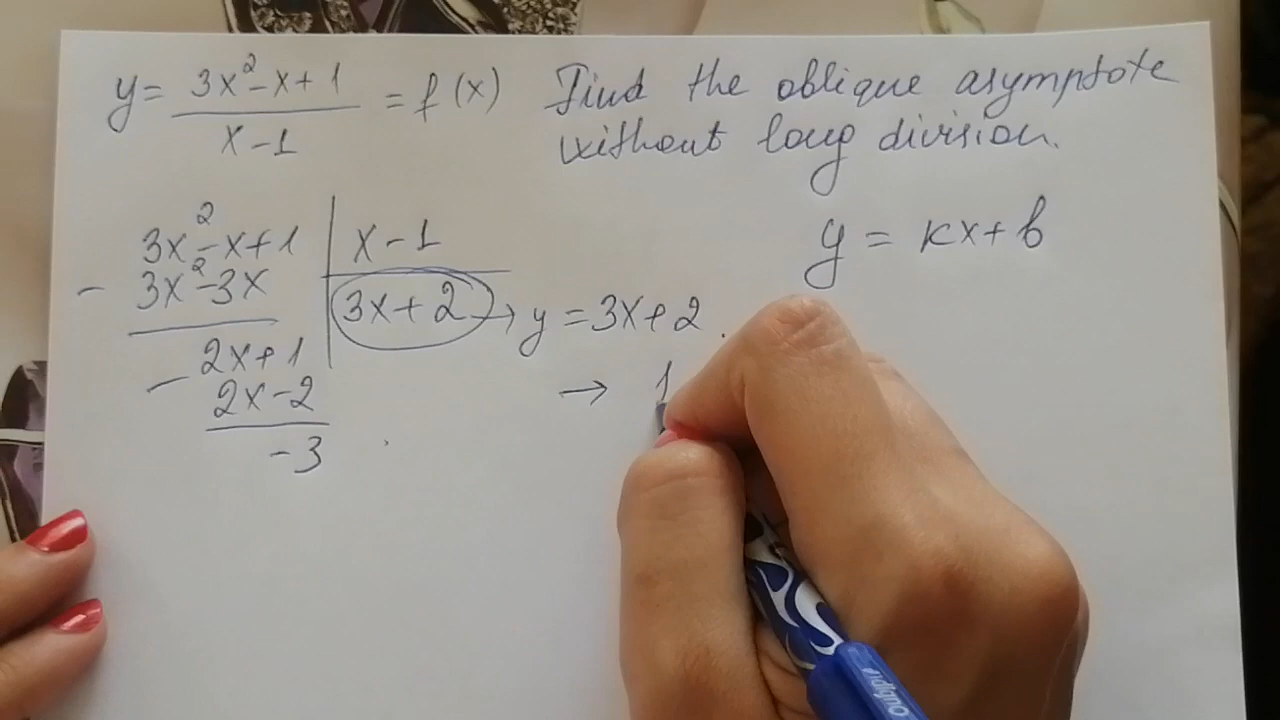 y = 3x²-x+1 / x-1 = f(x) Find the oblique asymptote
without long division.
3x²-x+1 | x-1
- 3x²-3x
3x+2 → y = 3x+2.
2x+1
- 2x-2
-3
y = kx+b
→ 1
indigo